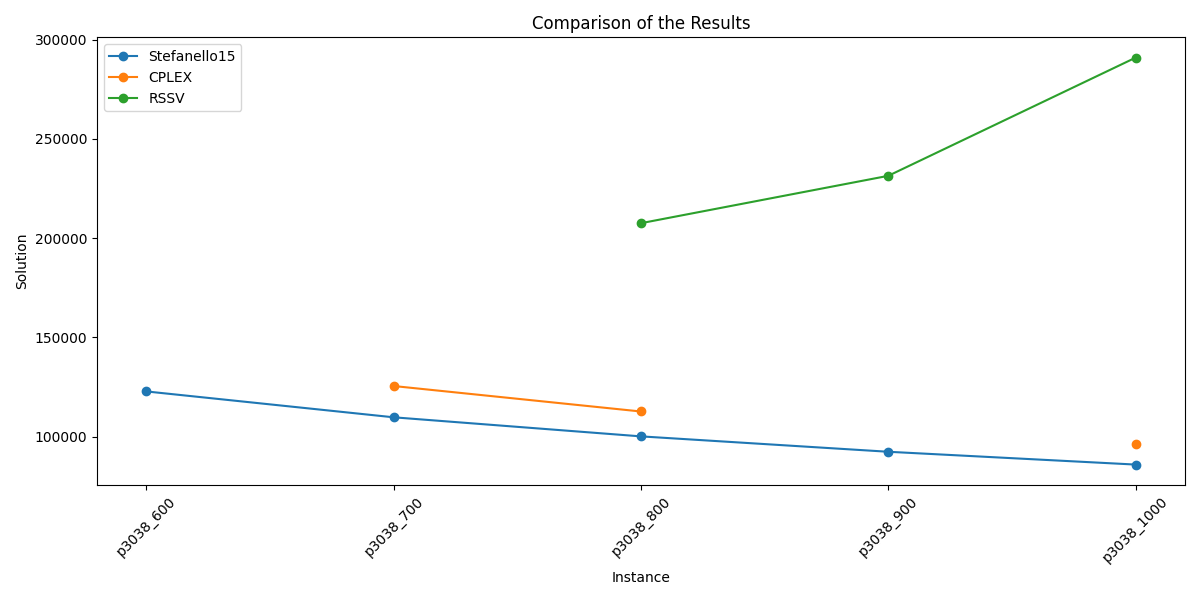 Comparison of the Results
Stefanello15
CPLEX
RSSV
300000
250000
200000
150000
100000
Solution
p3038_600
p3038_700
p3038_800
p3038_900
p3038_1000
Instance